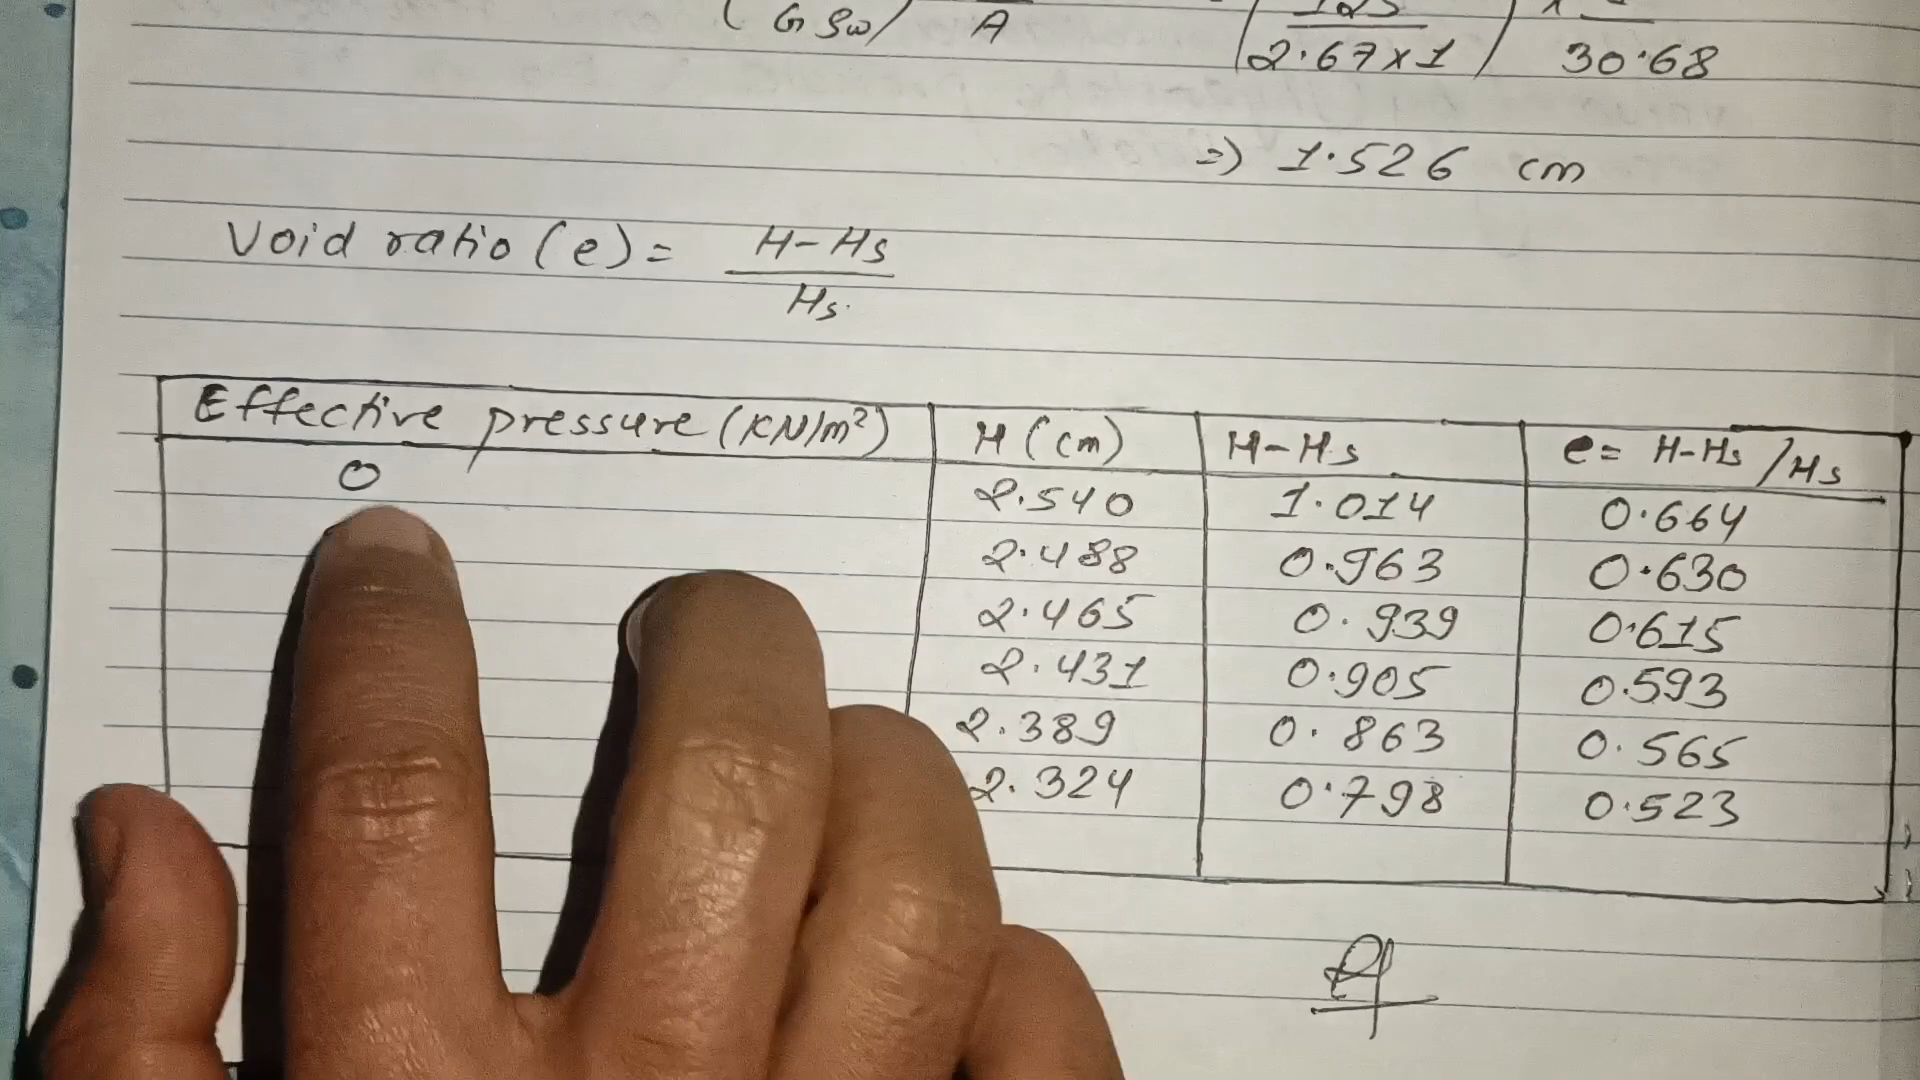 (G ρw) A
2.67x1) 30.68
=) 1.526 cm
Void ratio (e) = H-Hs
Hs.
Effective pressure (KN/m²) H (cm) H-Hs e= H-Hs /Hs
0 2.540 1.014 0.664
2.488 0.963 0.630
2.465 0.939 0.615
2.431 0.905 0.593
2.389 0.863 0.565
2.324 0.798 0.523